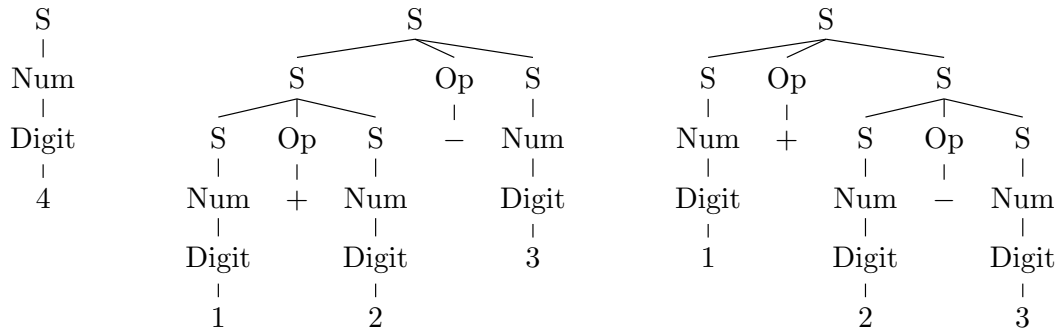 S S S
Num S Op S S Op S
Digit S Op S − Num Num + S Op S
4 Num + Num Digit Digit Num − Num
Digit Digit 3 1 Digit Digit
1 2 2 3